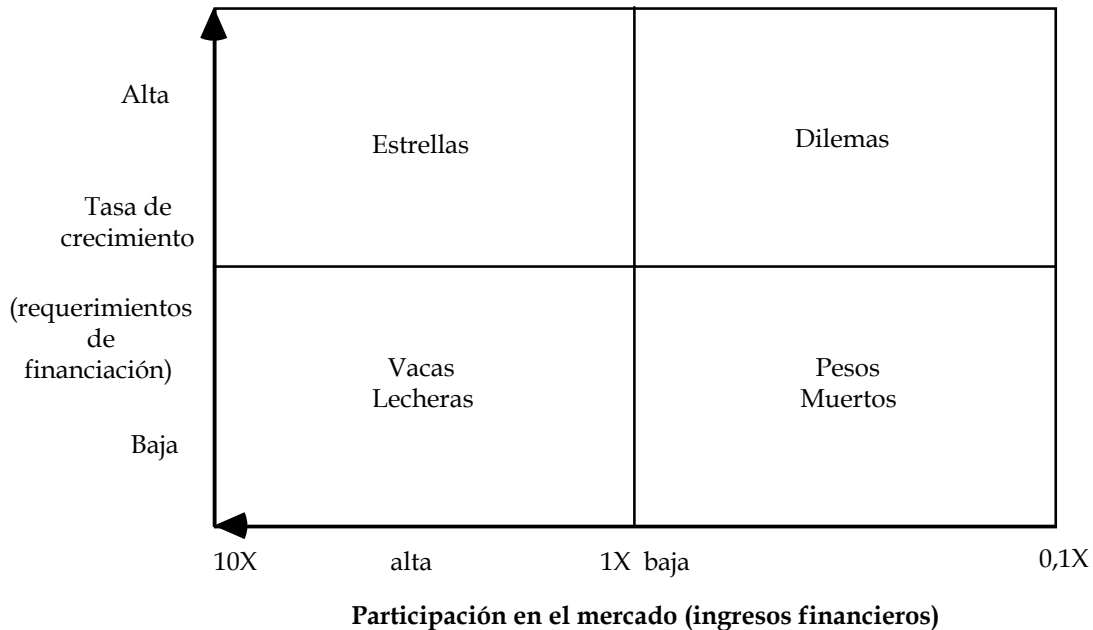 Alta
Estrellas
Dilemas
Tasa de
crecimiento
(requerimientos
de
financiación)
Vacas
Lecheras
Pesos
Muertos
Baja
10X
alta
1X baja
0,1X
Participación en el mercado (ingresos financieros)